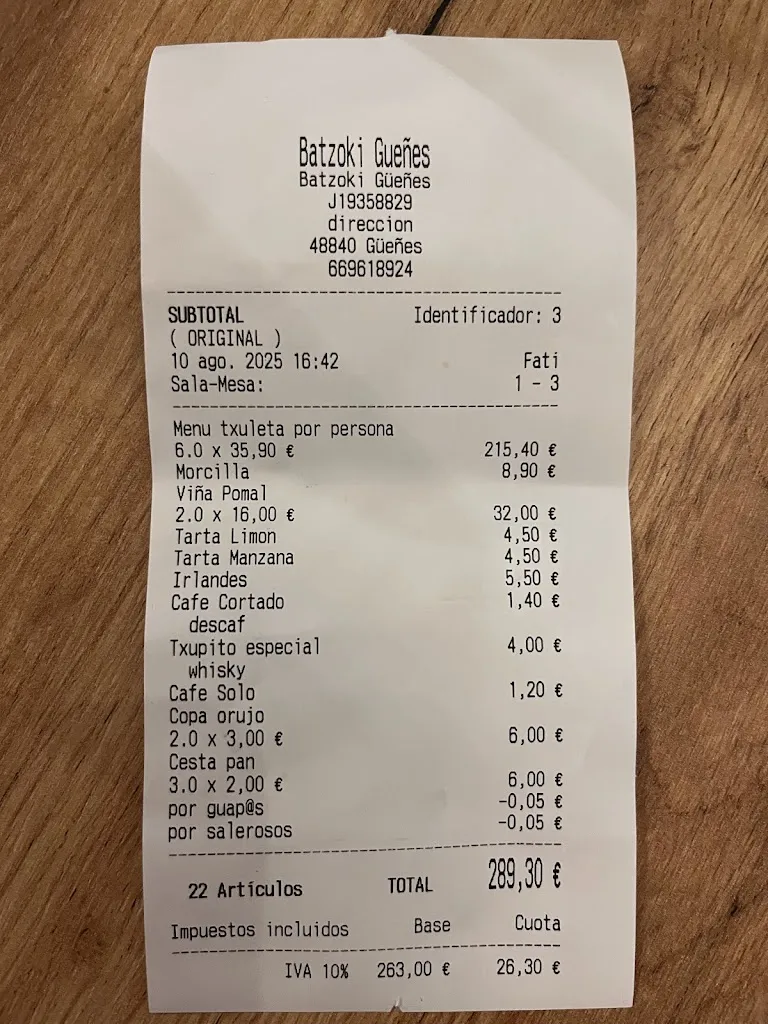 Batzoki Gueñes
Batzoki Güeñes
J19358829
direccion
48840 Güeñes
669618924
SUBTOTAL Identificador: 3
( ORIGINAL )
10 ago. 2025 16:42 Fati
Sala-Mesa: 1 - 3
Menu txuleta por persona
6.0 x 35,90 € 215,40 €
Morcilla 8,90 €
Viña Pomal
2.0 x 16,00 € 32,00 €
Tarta Limon 4,50 €
Tarta Manzana 4,50 €
Irlandes 5,50 €
Cafe Cortado 1,40 €
descaf
Txupito especial 4,00 €
whisky
Cafe Solo 1,20 €
Copa orujo
2.0 x 3,00 € 6,00 €
Cesta pan
3.0 x 2,00 € 6,00 €
por guap@s -0,05 €
por salerosos -0,05 €
22 Artículos TOTAL 289,30 €
Impuestos incluidos Base Cuota
IVA 10% 263,00 € 26,30 €